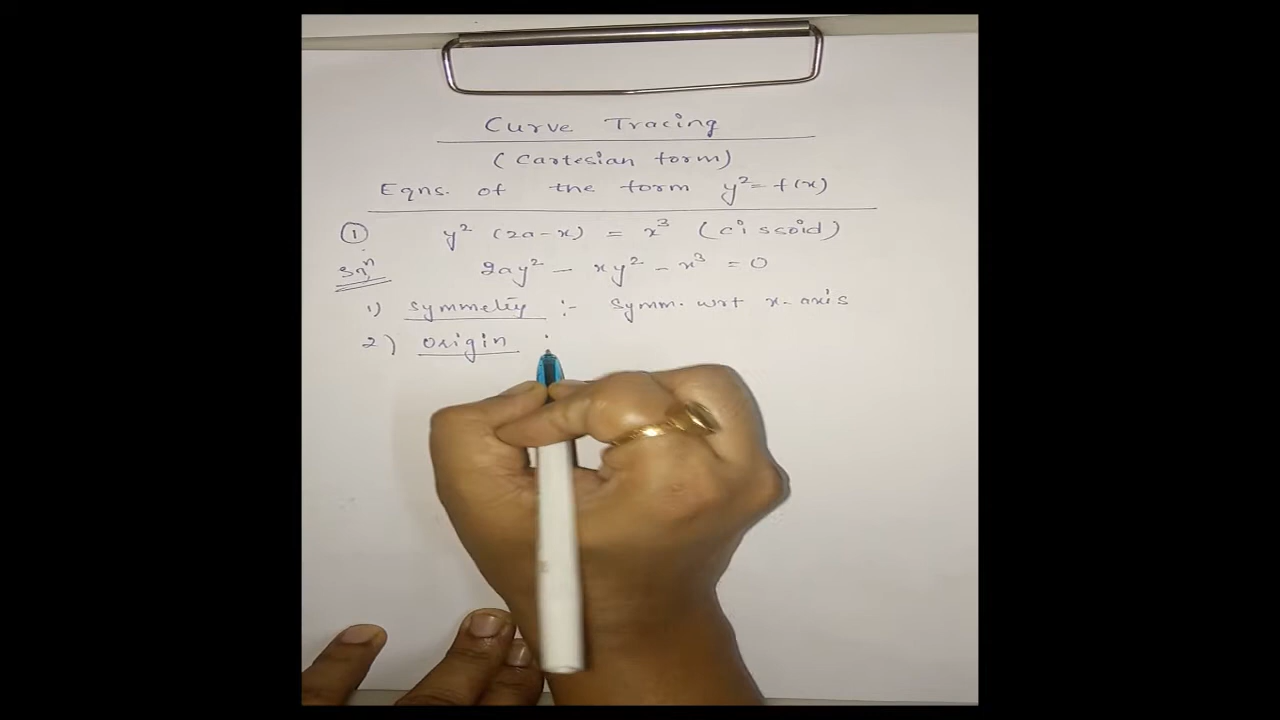 Curve Tracing
(Cartesian form)
Eqns. of the form y² = f(x)
① y² (2a - x) = x³ (cissoid)
Solⁿ 2ay² - xy² - x³ = 0
1) Symmetry :- Symm. wrt x-axis
2) Origin :